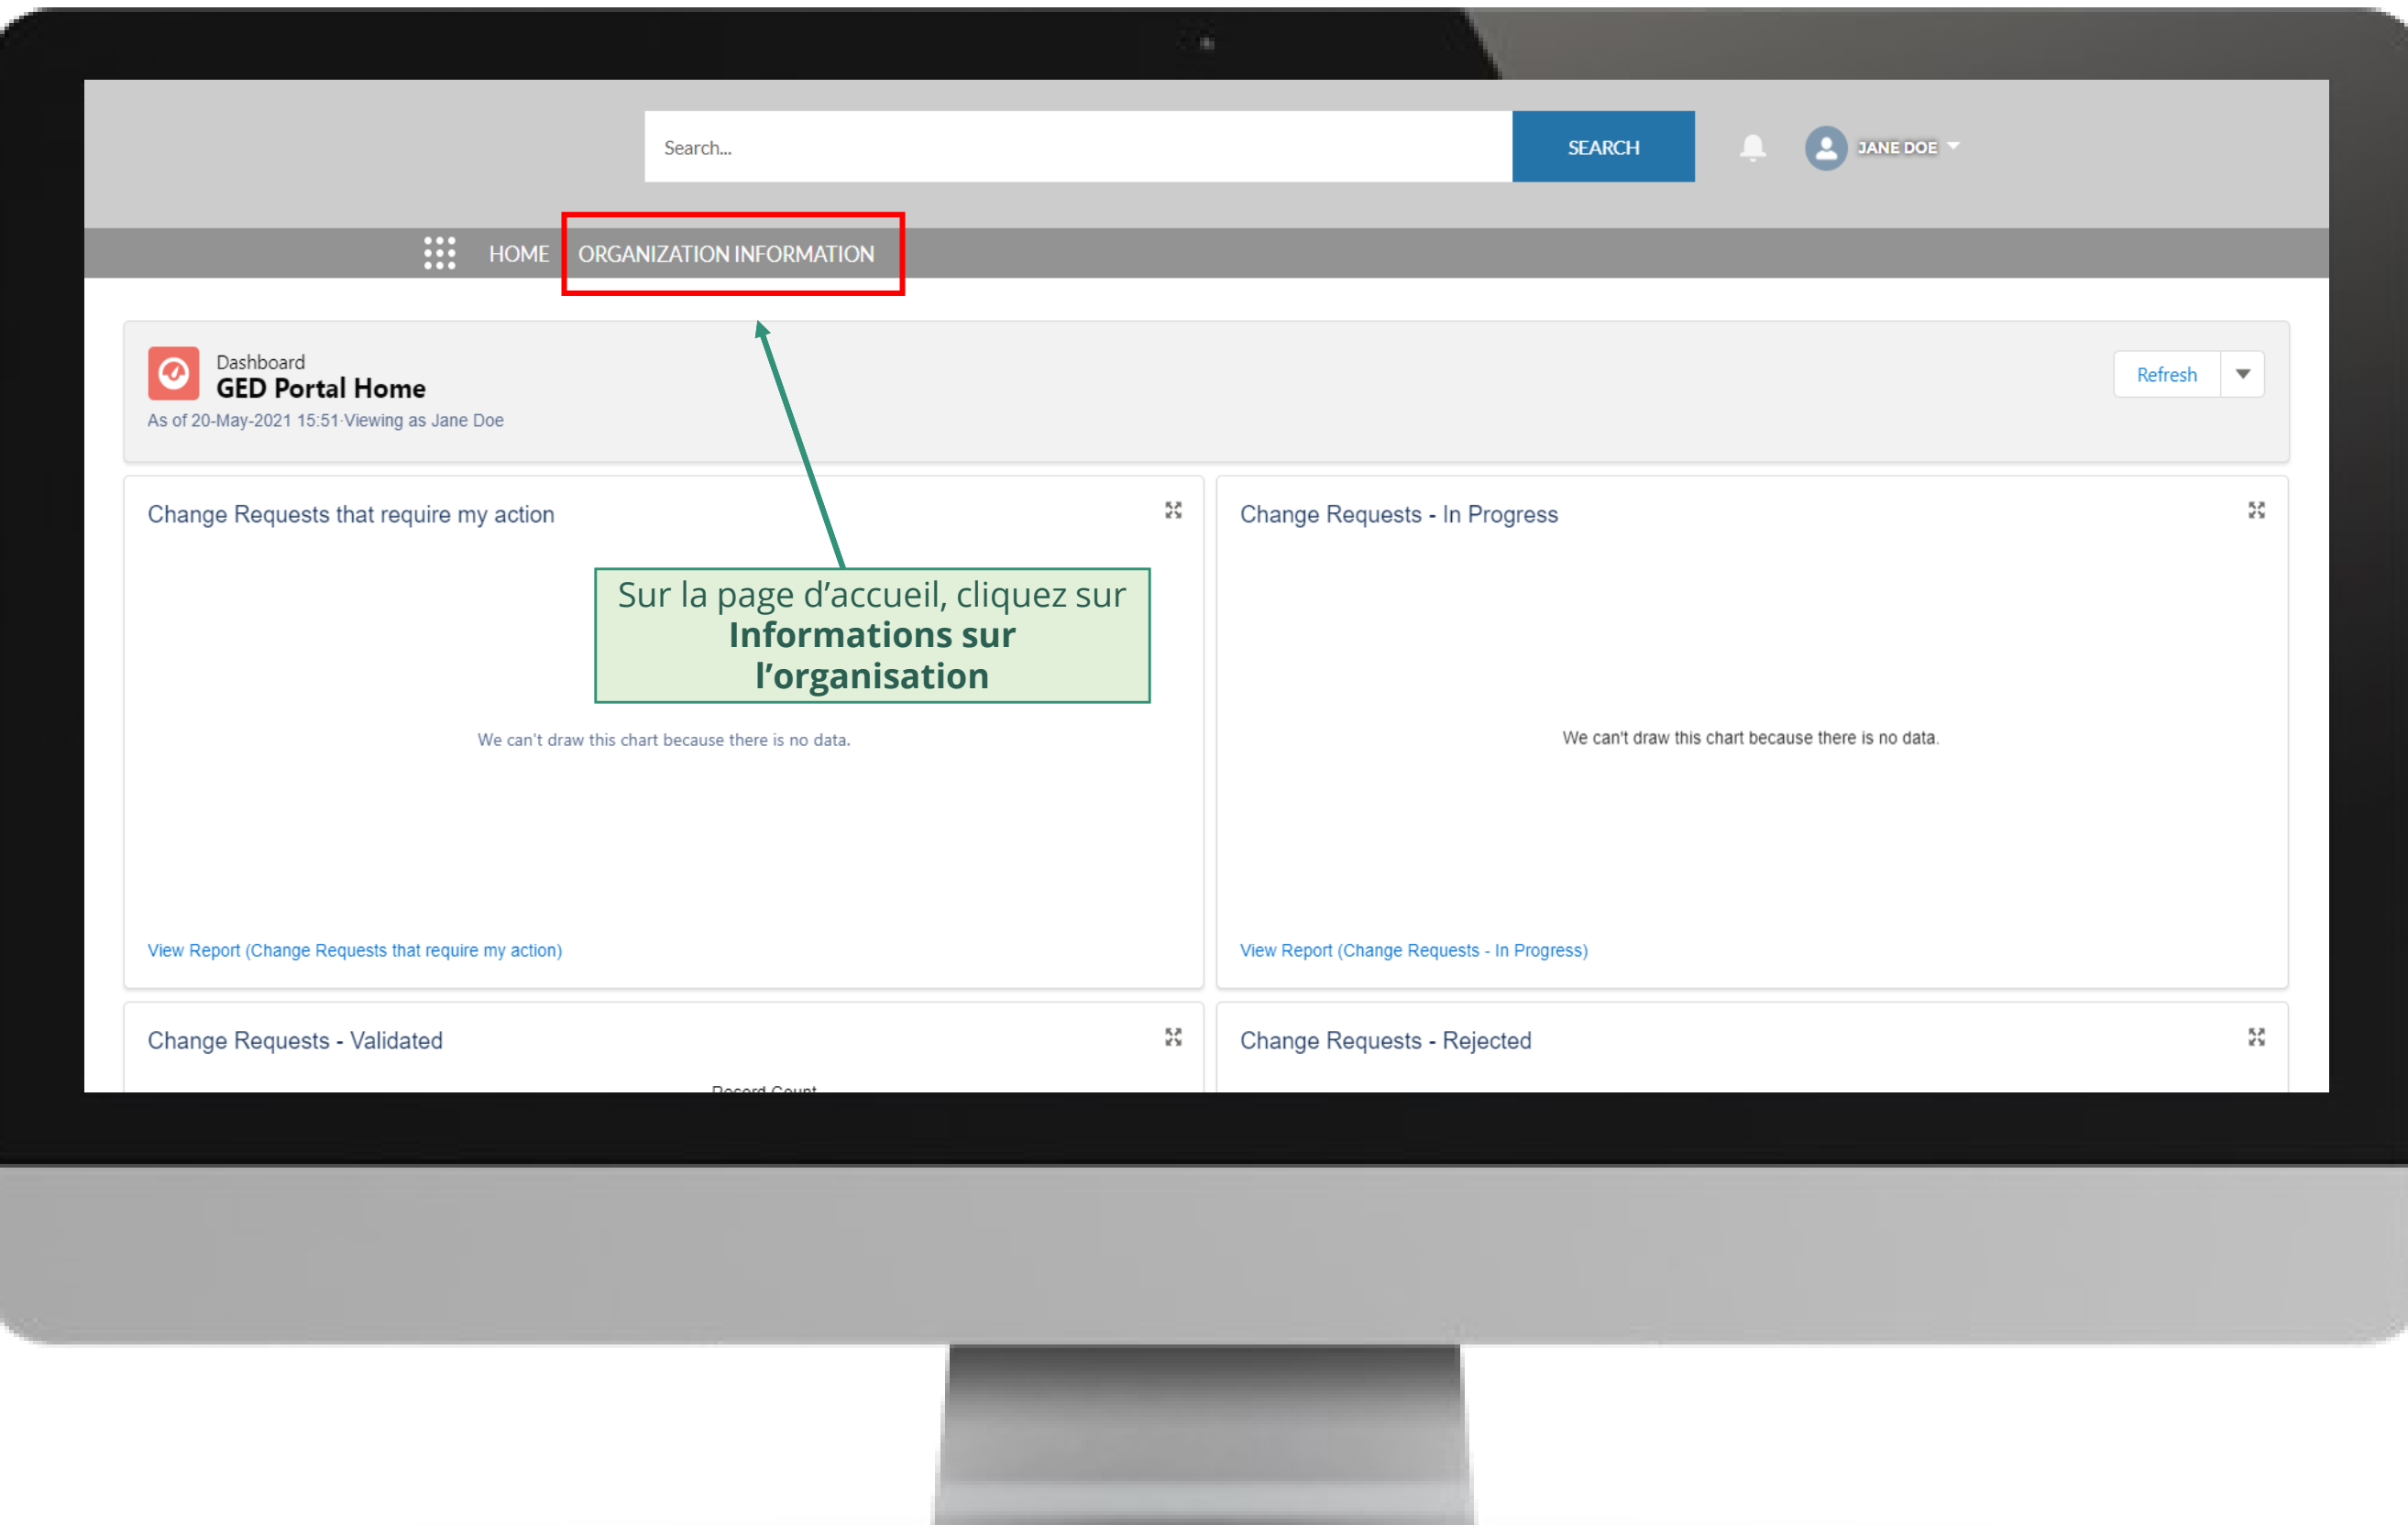 Search...
SEARCH
JANE DOE
HOME
ORGANIZATION INFORMATION
Dashboard
GED Portal Home
As of 20-May-2021 15:51·Viewing as Jane Doe
Refresh
Change Requests that require my action
Change Requests - In Progress
Sur la page d’accueil, cliquez sur
Informations sur
l’organisation
We can't draw this chart because there is no data.
We can't draw this chart because there is no data.
View Report (Change Requests that require my action)
View Report (Change Requests - In Progress)
Change Requests - Validated
Change Requests - Rejected
Record Count